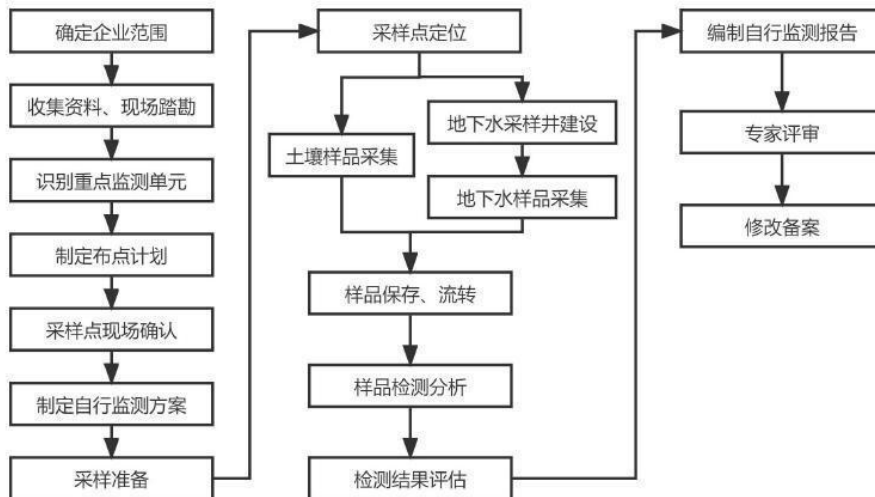 确定企业范围
收集资料、现场踏勘
识别重点监测单元
制定布点计划
采样点现场确认
制定自行监测方案
采样准备
采样点定位
土壤样品采集
地下水采样井建设
地下水样品采集
样品保存、流转
样品检测分析
检测结果评估
编制自行监测报告
专家评审
修改备案